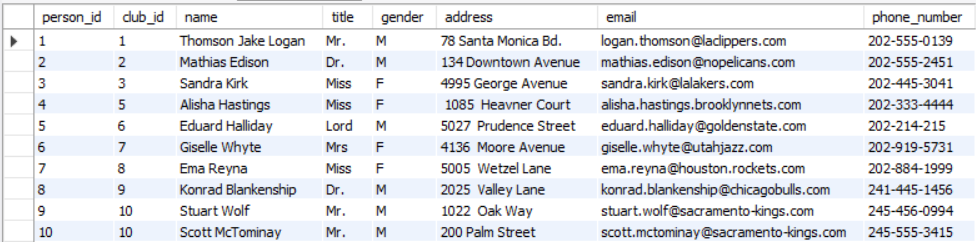 person_id club_id name title gender address email phone_number
1 1 Thomson Jake Logan Mr. M 78 Santa Monica Bd. logan.thomson@laclippers.com 202-555-0139
2 2 Mathias Edison Dr. M 134 Downtown Avenue mathias.edison@nopelicans.com 202-555-2451
3 3 Sandra Kirk Miss F 4995 George Avenue sandra.kirk@lalakers.com 202-445-3041
4 5 Alisha Hastings Miss F 1085 Heavner Court alisha.hastings.brooklynnets.com 202-333-4444
5 6 Eduard Halliday Lord M 5027 Prudence Street eduard.halliday@goldenstate.com 202-214-215
6 7 Giselle Whyte Mrs F 4136 Moore Avenue giselle.whyte@utahjazz.com 202-919-5731
7 8 Ema Reyna Miss F 5005 Wetzel Lane ema.reyna@houston.rockets.com 202-884-1999
8 9 Konrad Blankenship Dr. M 2025 Valley Lane konrad.blankenship@chicagobulls.com 241-445-1456
9 10 Stuart Wolf Mr. M 1022 Oak Way stuart.wolf@sacramento-kings.com 245-456-0994
10 10 Scott McTominay Mr. M 200 Palm Street scott.mctominay@sacramento-kings.com 245-555-3415